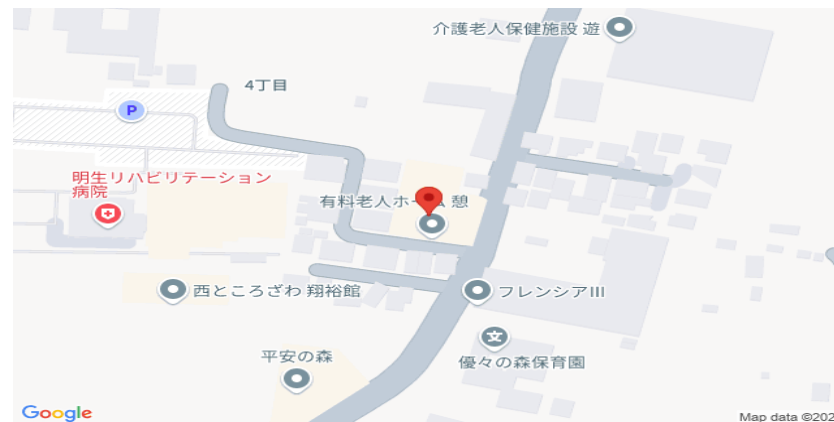 介護老人保健施設 遊
4丁目
P
明生リハビリテーション
病院
有料老人ホーム 憩
西ところざわ 翔裕館
フレンシアIII
文
優々の森保育園
平安の森
Google
Map data ©202